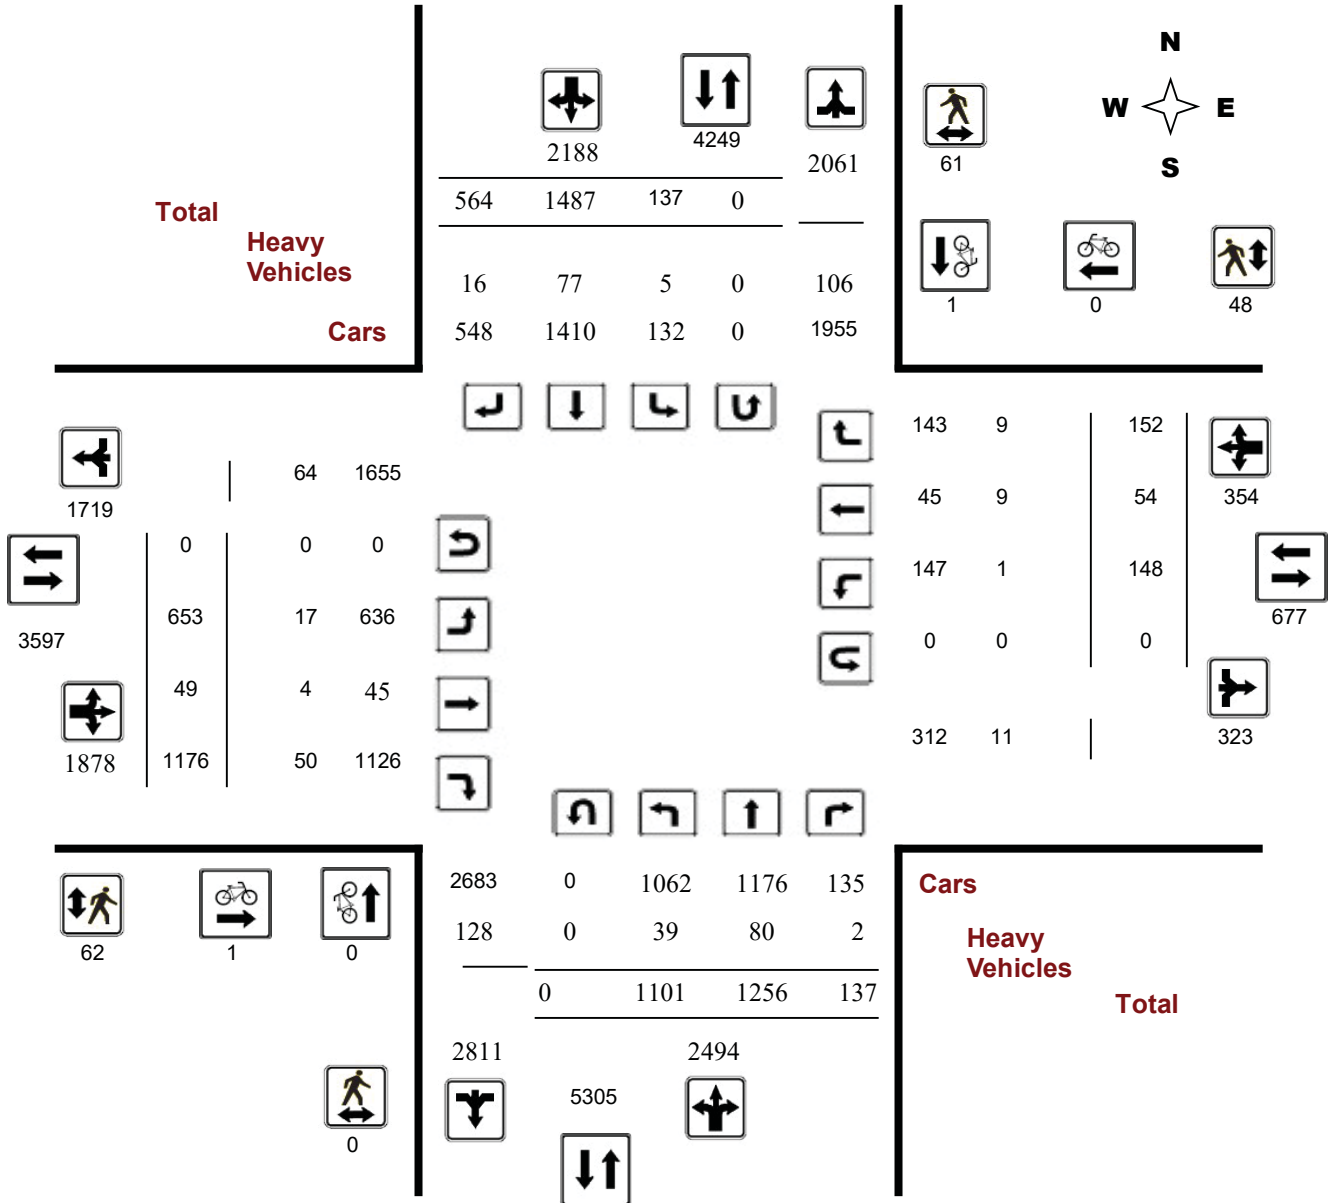 N
W E
S
2188 4249 2061 61
564 1487 137 0
Total
Heavy
Vehicles
16 77 5 0 106
1 0 48
Cars
548 1410 132 0 1955
143 9 152
64 1655
1719
45 9 54 354
0 0 0
147 1 148
653 17 636
677
3597
0 0 0
49 4 45
312 11 323
1878 1176 50 1126
2683 0 1062 1176 135
Cars
128 0 39 80 2
Heavy
Vehicles
62 1 0
0 1101 1256 137
Total
2811 2494
5305
0